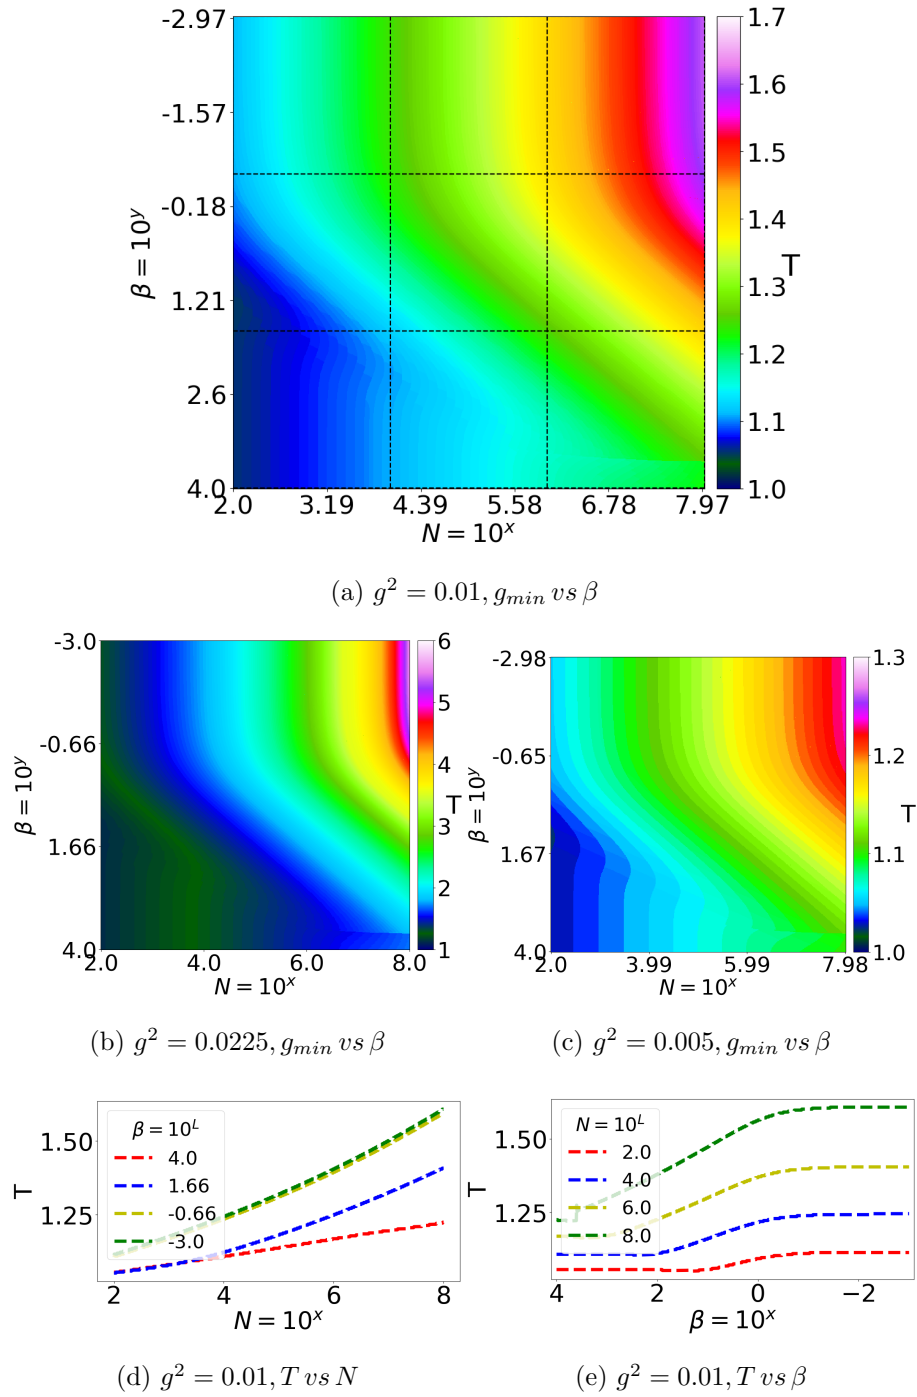 -2.97
-1.57
-0.18
1.21
2.6
4.0
β = 10^y
2.0 3.19 4.39 5.58 6.78 7.97
N = 10^x
1.7
1.6
1.5
1.4
1.3
1.2
1.1
1.0
T
(a) g^2 = 0.01, g_{min} vs β
-3.0
-0.66
1.66
4.0
β = 10^y
2.0 4.0 6.0 8.0
N = 10^x
6
5
4
3
2
1
T
(b) g^2 = 0.0225, g_{min} vs β
-2.98
-0.65
1.67
4.0
β = 10^y
2.0 3.99 5.99 7.98
N = 10^x
1.3
1.2
1.1
1.0
T
(c) g^2 = 0.005, g_{min} vs β
1.50
1.25
T
β = 10^L
4.0
1.66
-0.66
-3.0
2 4 6 8
N = 10^x
(d) g^2 = 0.01, T vs N
1.50
1.25
T
N = 10^L
2.0
4.0
6.0
8.0
4 2 0 −2
β = 10^x
(e) g^2 = 0.01, T vs β